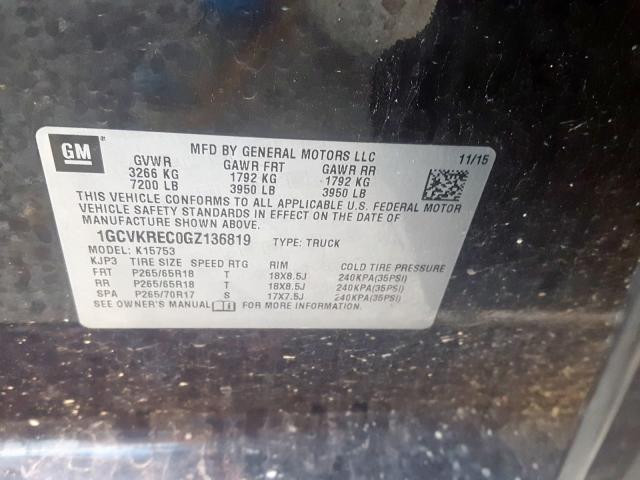 GM
MFD BY GENERAL MOTORS LLC 11/15
GVWR GAWR FRT GAWR RR
3266 KG 1792 KG 1792 KG
7200 LB 3950 LB 3950 LB
THIS VEHICLE CONFORMS TO ALL APPLICABLE U.S. FEDERAL MOTOR
VEHICLE SAFETY STANDARDS IN EFFECT ON THE DATE OF
MANUFACTURE SHOWN ABOVE.
1GCVKREC0GZ136819 TYPE: TRUCK
MODEL: K15753
KJP3 TIRE SIZE SPEED RTG RIM COLD TIRE PRESSURE
FRT P265/65R18 T 18X8.5J 240KPA(35PSI)
RR P265/65R18 T 18X8.5J 240KPA(35PSI)
SPA P265/70R17 S 17X7.5J 240KPA(35PSI)
SEE OWNER'S MANUAL FOR MORE INFORMATION.